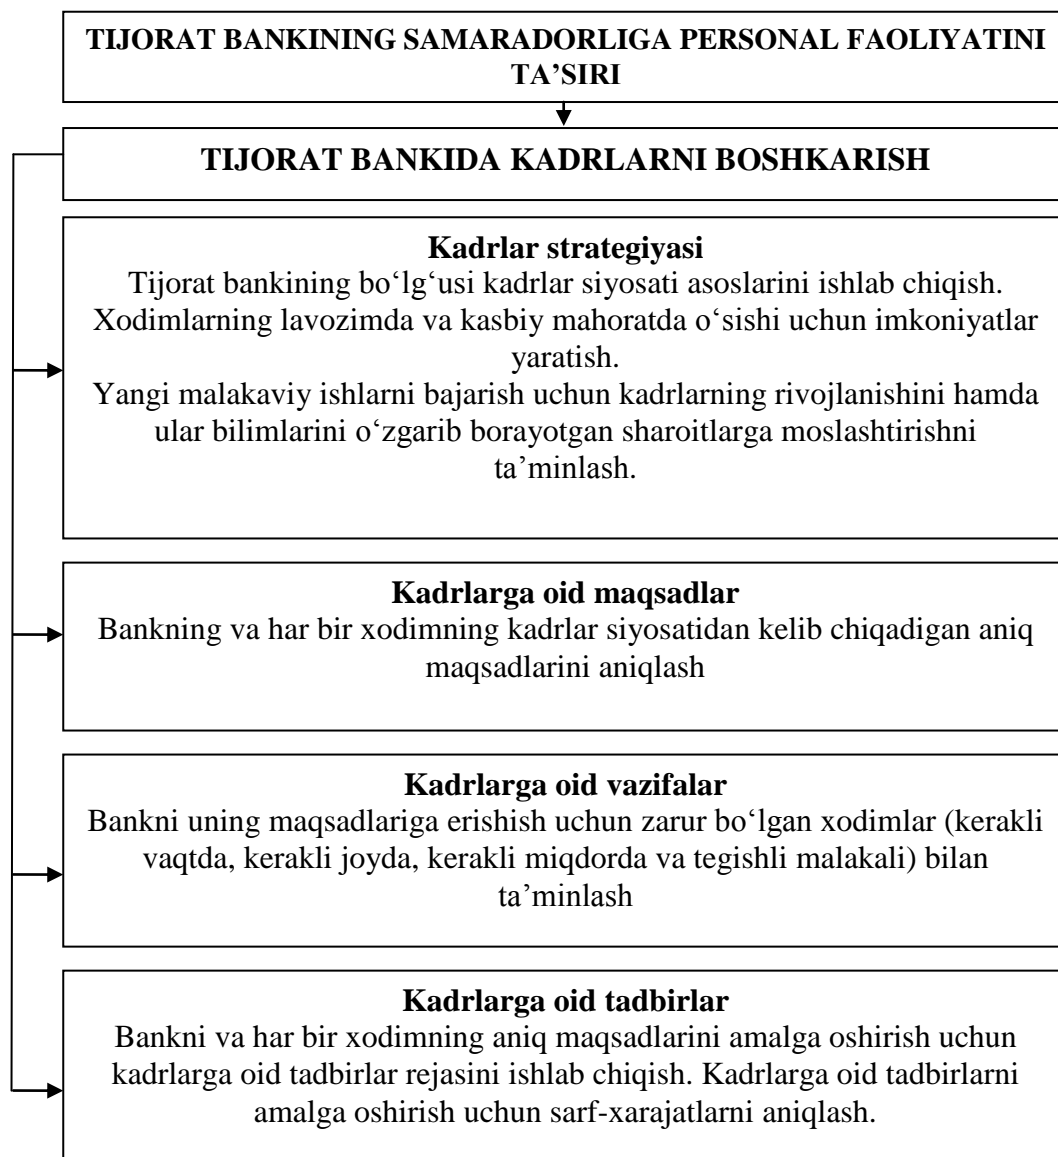 TIJORAT BANKINING SAMARADORLIGA PERSONAL FAOLIYATINI
TA’SIRI
TIJORAT BANKIDA KADRLARNI BOSHKARISH
Kadrlar strategiyasi
Tijorat bankining bo‘lg‘usi kadrlar siyosati asoslarini ishlab chiqish.
Xodimlarning lavozimda va kasbiy mahoratda o‘sishi uchun imkoniyatlar
yaratish.
Yangi malakaviy ishlarni bajarish uchun kadrlarning rivojlanishini hamda
ular bilimlarini o‘zgarib borayotgan sharoitlarga moslashtirishni
ta’minlash.
Kadrlarga oid maqsadlar
Bankning va har bir xodimning kadrlar siyosatidan kelib chiqadigan aniq
maqsadlarini aniqlash
Kadrlarga oid vazifalar
Bankni uning maqsadlariga erishish uchun zarur bo‘lgan xodimlar (kerakli
vaqtda, kerakli joyda, kerakli miqdorda va tegishli malakali) bilan
ta’minlash
Kadrlarga oid tadbirlar
Bankni va har bir xodimning aniq maqsadlarini amalga oshirish uchun
kadrlarga oid tadbirlar rejasini ishlab chiqish. Kadrlarga oid tadbirlarni
amalga oshirish uchun sarf-xarajatlarni aniqlash.